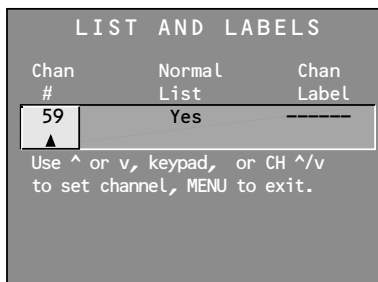 LIST AND LABELS
Chan Normal Chan
# List Label
59 Yes ------
▲
Use ^ or v, keypad, or CH ^/v
to set channel, MENU to exit.